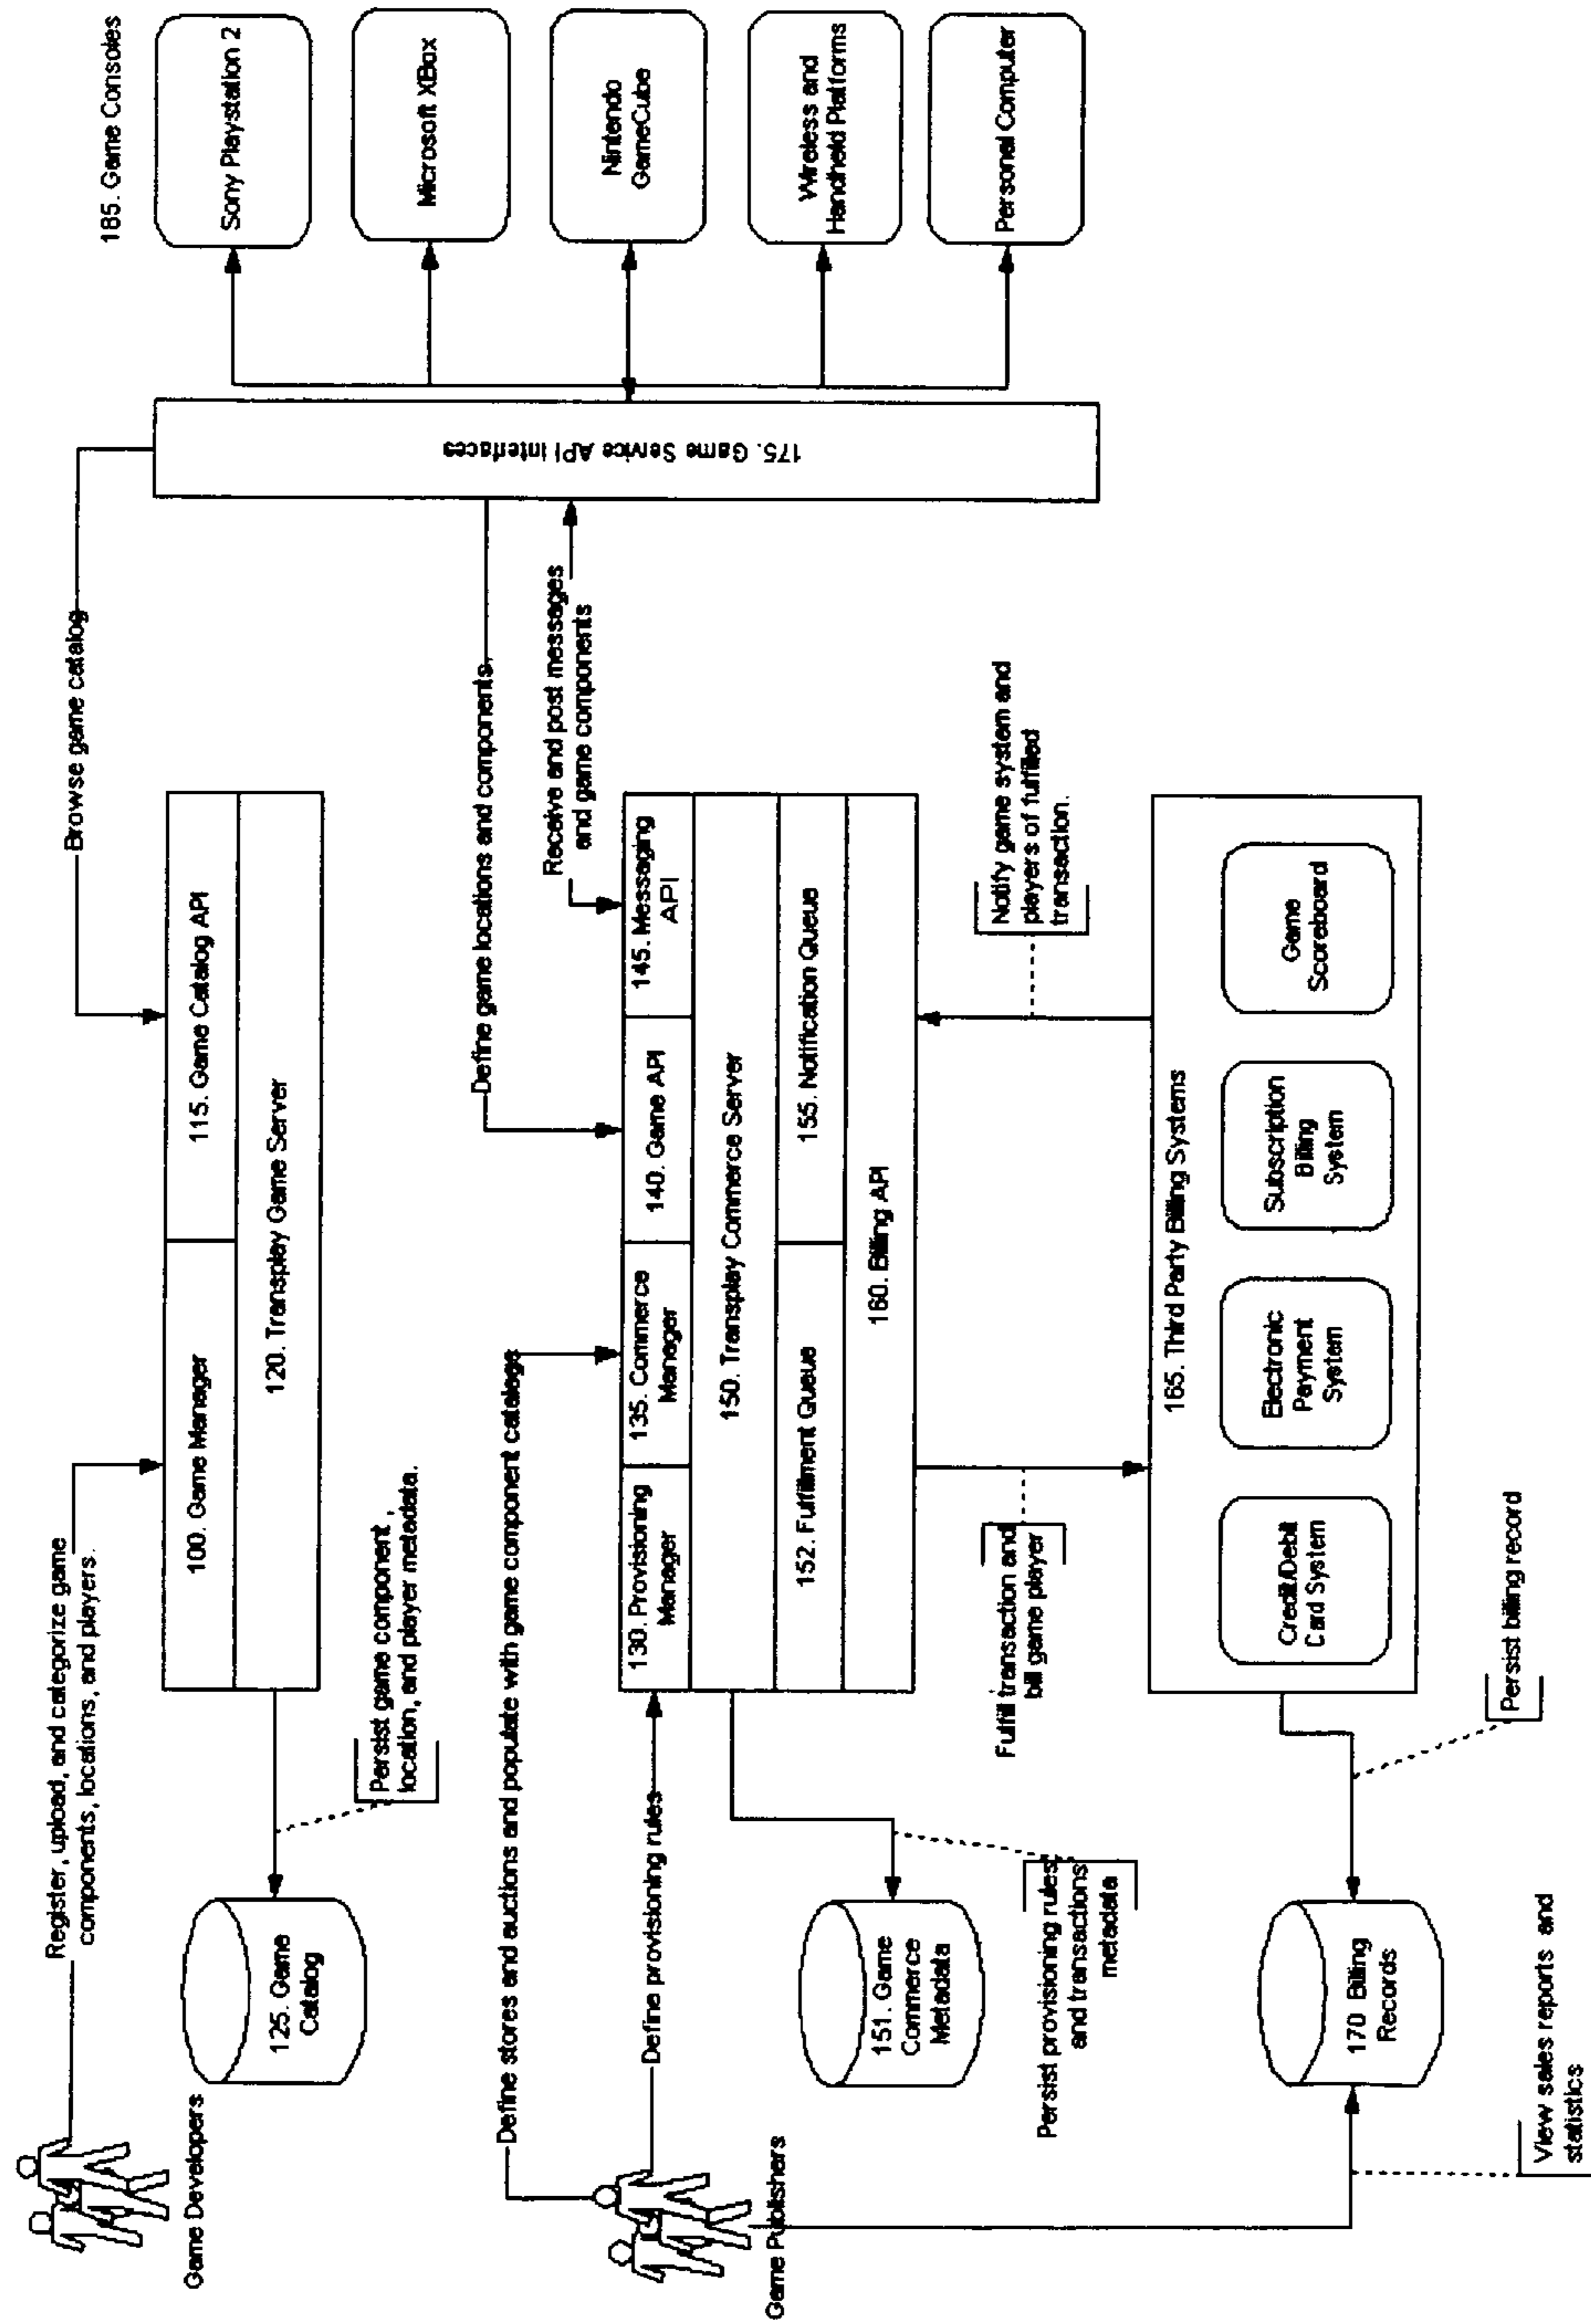 Register, upload, and categorize game
components, locations, and players.
Game Developers
125. Game
Catalog
Persist game component ,
location, and player metadata.
100. Game Manager
115. Game Catalog API
120. Transplay Game Server
Browse game catalog
Define stores and auctions and populate with game component catalogs
Define provisioning rules
Game Publishers
151. Game
Commerce
Metadata
Persist provisioning rules
and transactions
metadata
130. Provisioning
Manager
135. Commerce
Manager
140. Game API
145. Messaging
API
150. Transplay Commerce Server
152. Fulfillment Queue
155. Notification Queue
160. Billing API
Define game locations and components.
Receive and post messages
and game components
Fulfill transaction and
bill game player
Notify game system and
players of fulfilled
transaction.
165. Third Party Billing Systems
Credit/Debit
Card System
Electronic
Payment
System
Subscription
Billing
System
Game
Scoreboard
170 Billing
Records
Persist billing record
View sales reports and
statistics
175. Game Service API Interfaces
185. Game Consoles
Sony Playstation 2
Microsoft XBox
Nintendo
GameCube
Wireless and
Handheld Platforms
Personal Computer